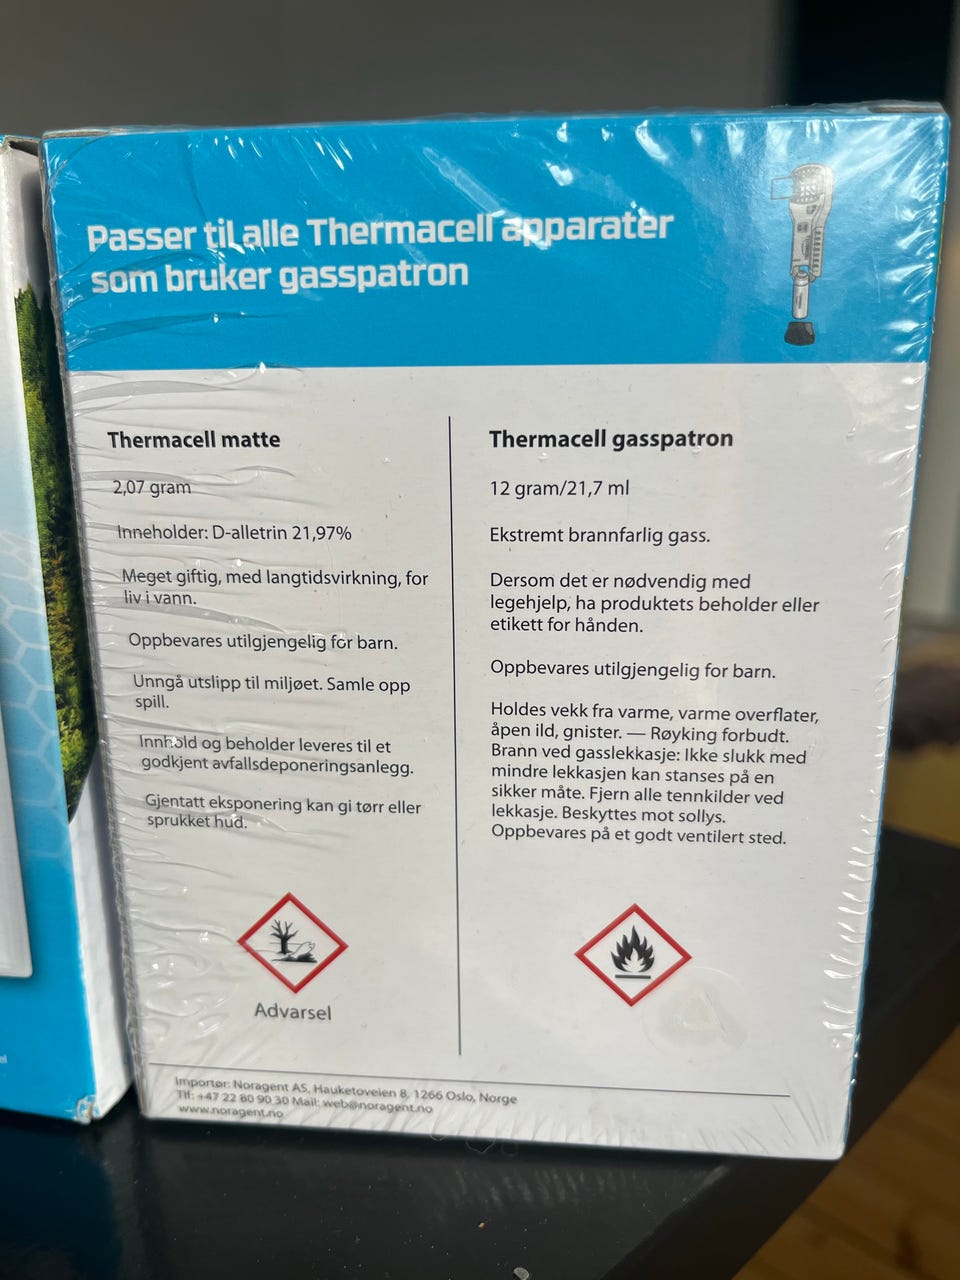 Passer til alle Thermacell apparater
som bruker gasspatron
Thermacell matte
2,07 gram
Inneholder: D-alletrin 21,97%
Meget giftig, med langtidsvirkning, for
liv i vann.
Oppbevares utilgjengelig for barn.
Unngå utslipp til miljøet. Samle opp
spill.
Innhold og beholder leveres til et
godkjent avfallsdeponeringsanlegg.
Gjentatt eksponering kan gi tørr eller
sprukket hud.
Advarsel
Thermacell gasspatron
12 gram/21,7 ml
Ekstremt brannfarlig gass.
Dersom det er nødvendig med
legehjelp, ha produktets beholder eller
etikett for hånden.
Oppbevares utilgjengelig for barn.
Holdes vekk fra varme, varme overflater,
åpen ild, gnister. — Røyking forbudt.
Brann ved gasslekkasje: Ikke slukk med
mindre lekkasjen kan stanses på en
sikker måte. Fjern alle tennkilder ved
lekkasje. Beskyttes mot sollys.
Oppbevares på et godt ventilert sted.
Importør: Noragent AS, Hauketoveien 8, 1266 Oslo, Norge
Tlf: +47 22 80 90 30 Mail: web@noragent.no
www.noragent.no